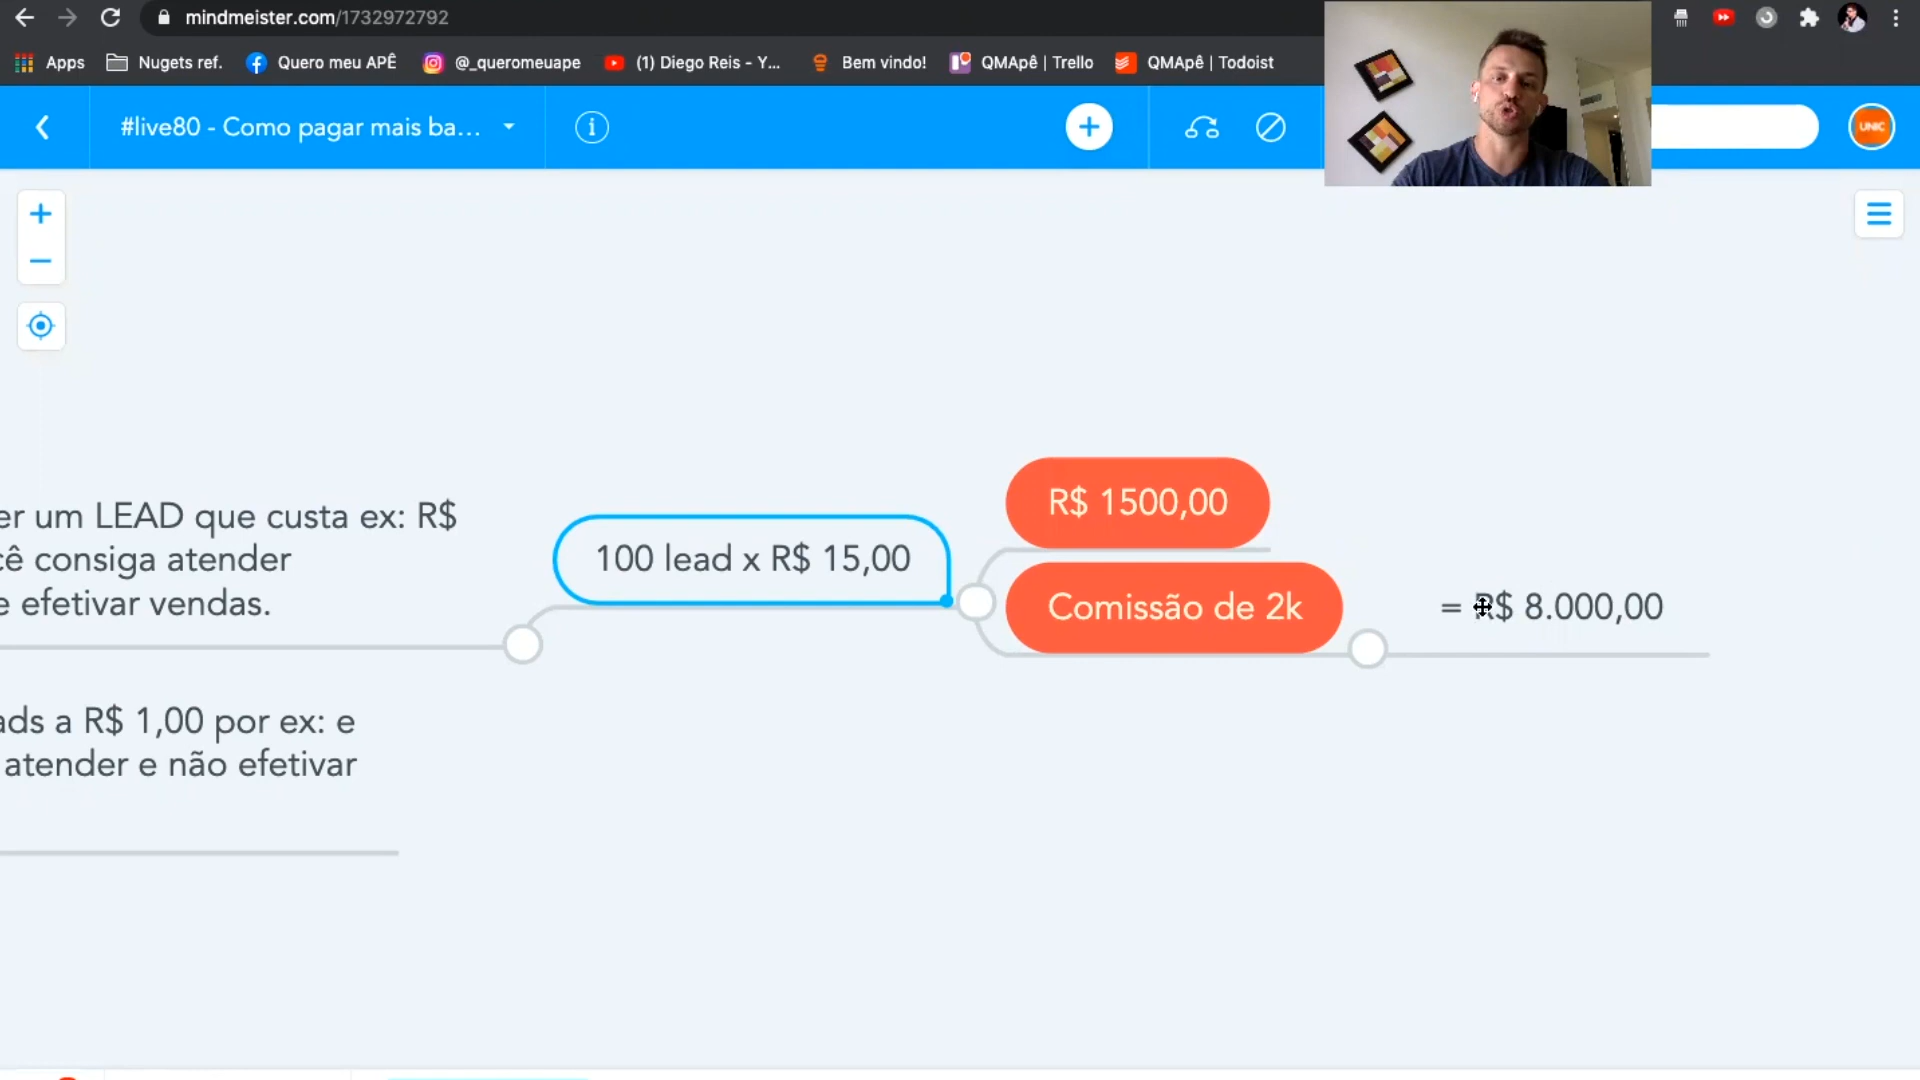 mindmeister.com/1732972792
Apps
Nugets ref.
Quero meu APÊ
@_queromeuape
(1) Diego Reis - Y...
Bem vindo!
QMApê | Trello
QMApê | Todoist
#live80 - Como pagar mais ba...
UNIC
er um LEAD que custa ex: R$
cê consiga atender
e efetivar vendas.
100 lead x R$ 15,00
R$ 1500,00
Comissão de 2k
= R$ 8.000,00
ads a R$ 1,00 por ex: e
atender e não efetivar